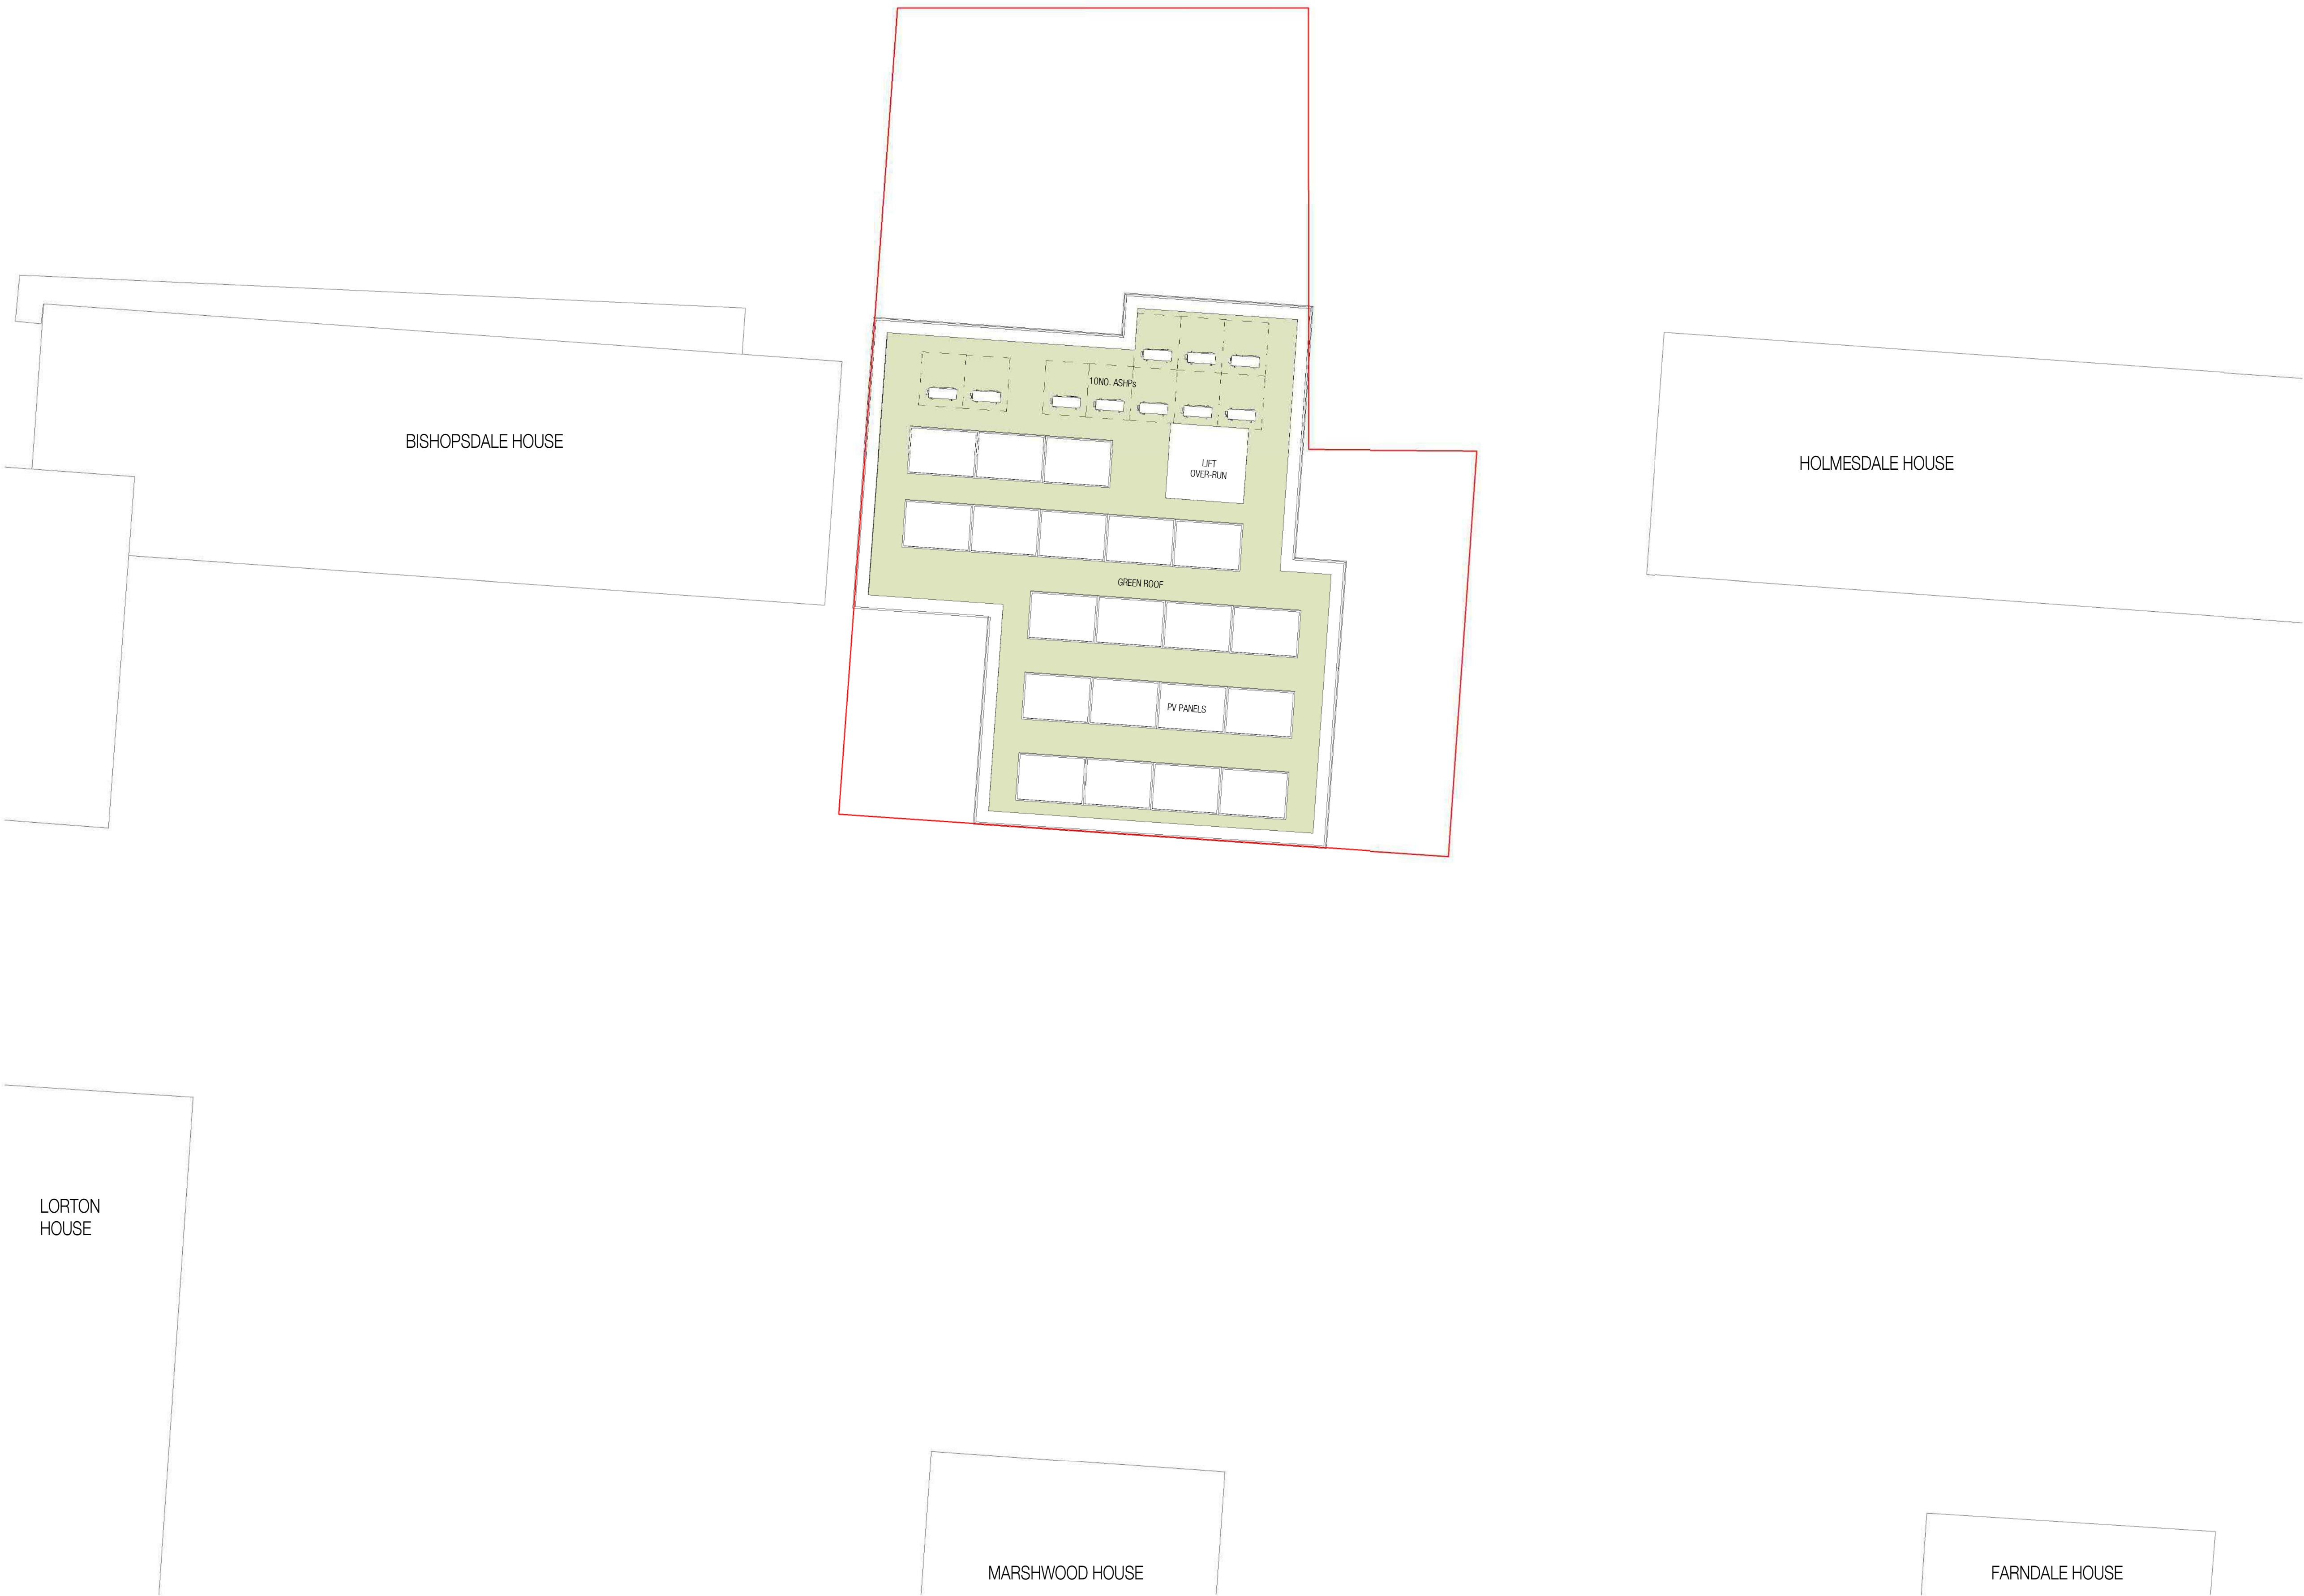 10NO. ASHPs
BISHOPSDALE HOUSE
LIFT
OVER-RUN
HOLMESDALE HOUSE
GREEN ROOF
PV PANELS
LORTON
HOUSE
MARSHWOOD HOUSE
FARNDALE HOUSE